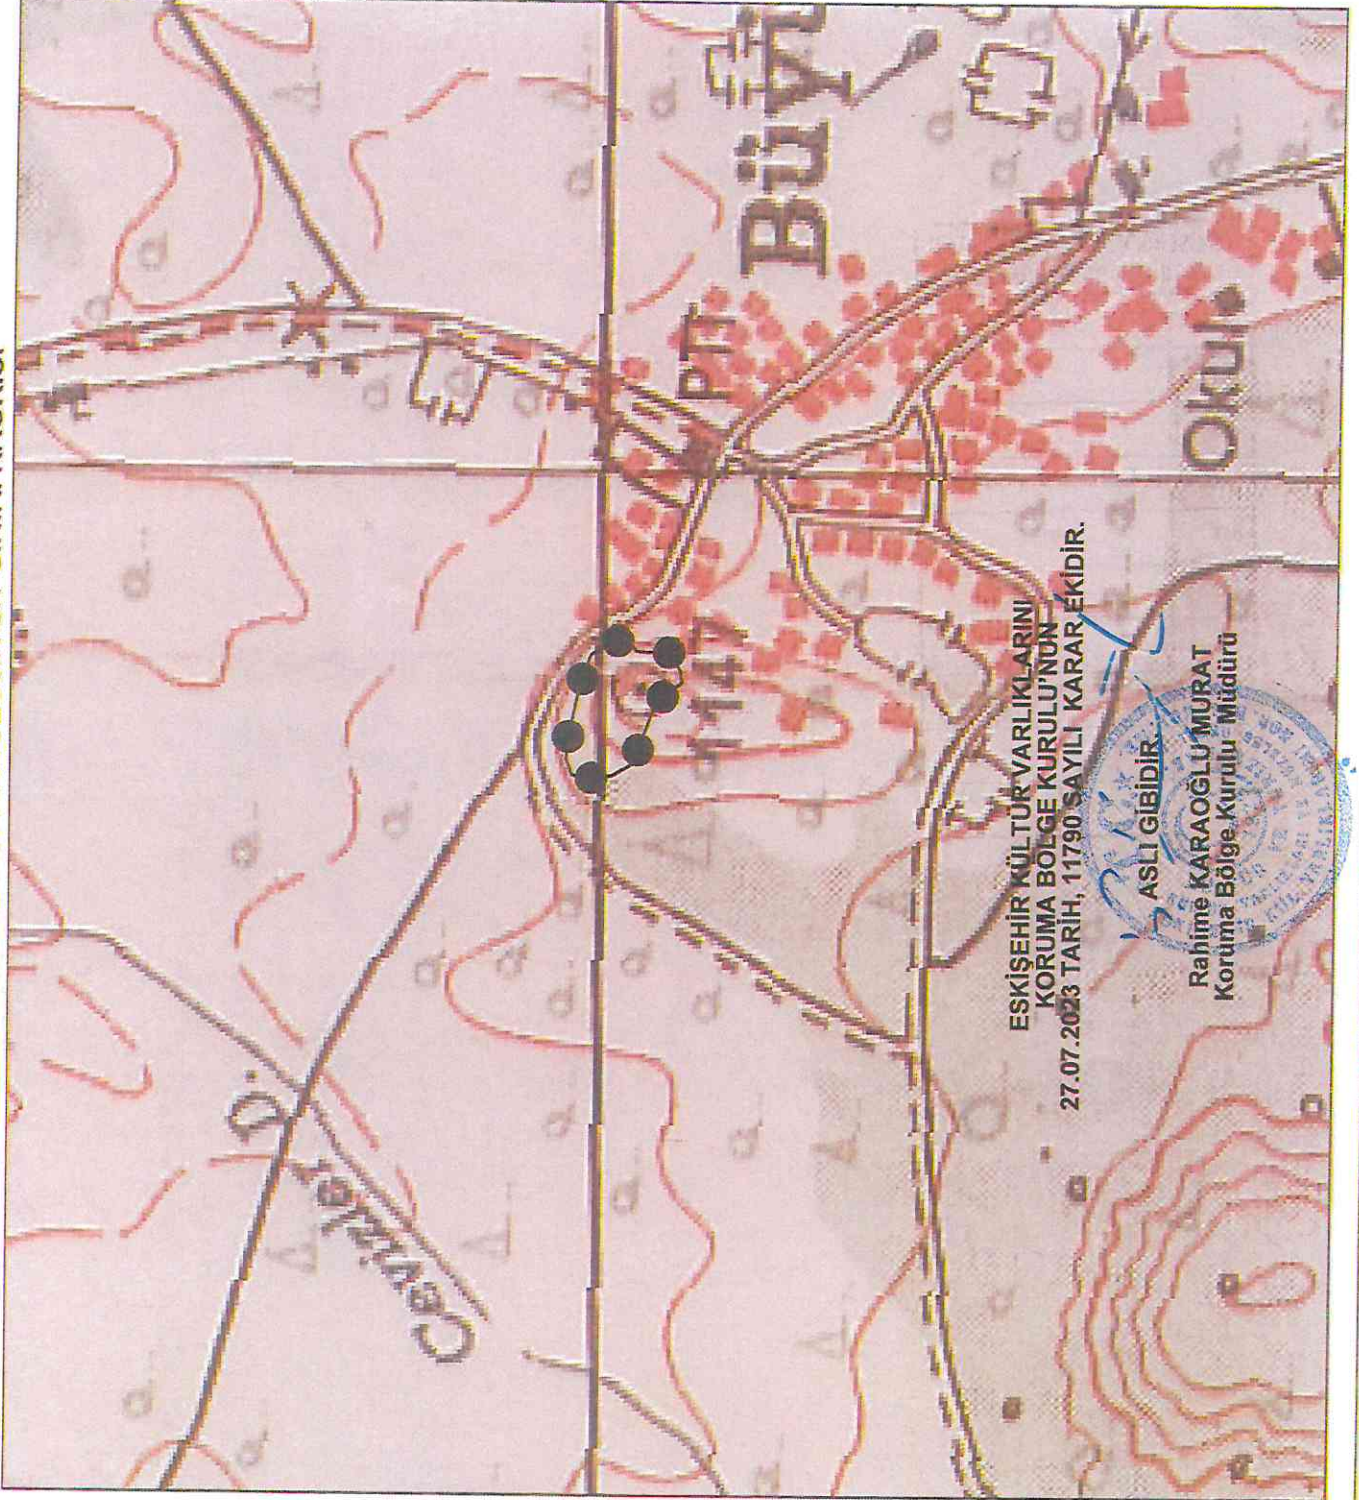 Büy
PTT
Okul
1147
Cevizler D.
ESKİŞEHİR KÜLTÜR VARLIKLARINI
KORUMA BÖLGE KURULU'NUN
27.07.2023 TARİH, 11790 SAYILI KARAR EKİDİR.
ASLI GİBİDİR
Rahime KARAOĞLU MURAT
Koruma Bölge Kurulu Müdürü